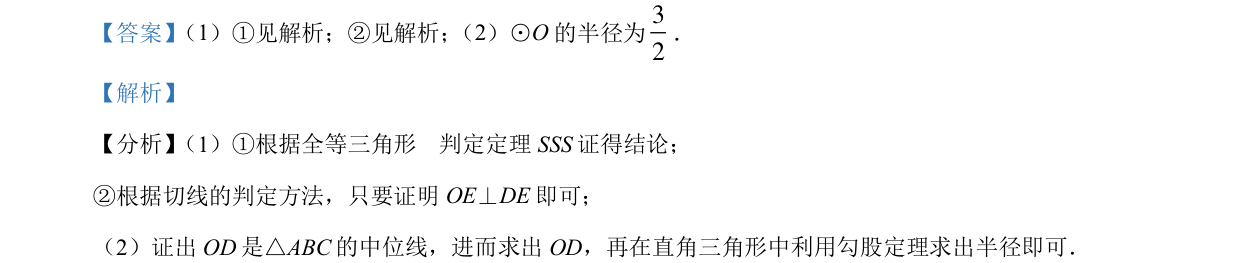 【答案】（1）①见解析；②见解析；（2）⊙O 的半径为3/2．
【解析】
【分析】（1）①根据全等三角形 判定定理 SSS 证得结论；
②根据切线的判定方法，只要证明 OE⊥DE 即可；
（2）证出 OD 是△ABC 的中位线，进而求出 OD，再在直角三角形中利用勾股定理求出半径即可．